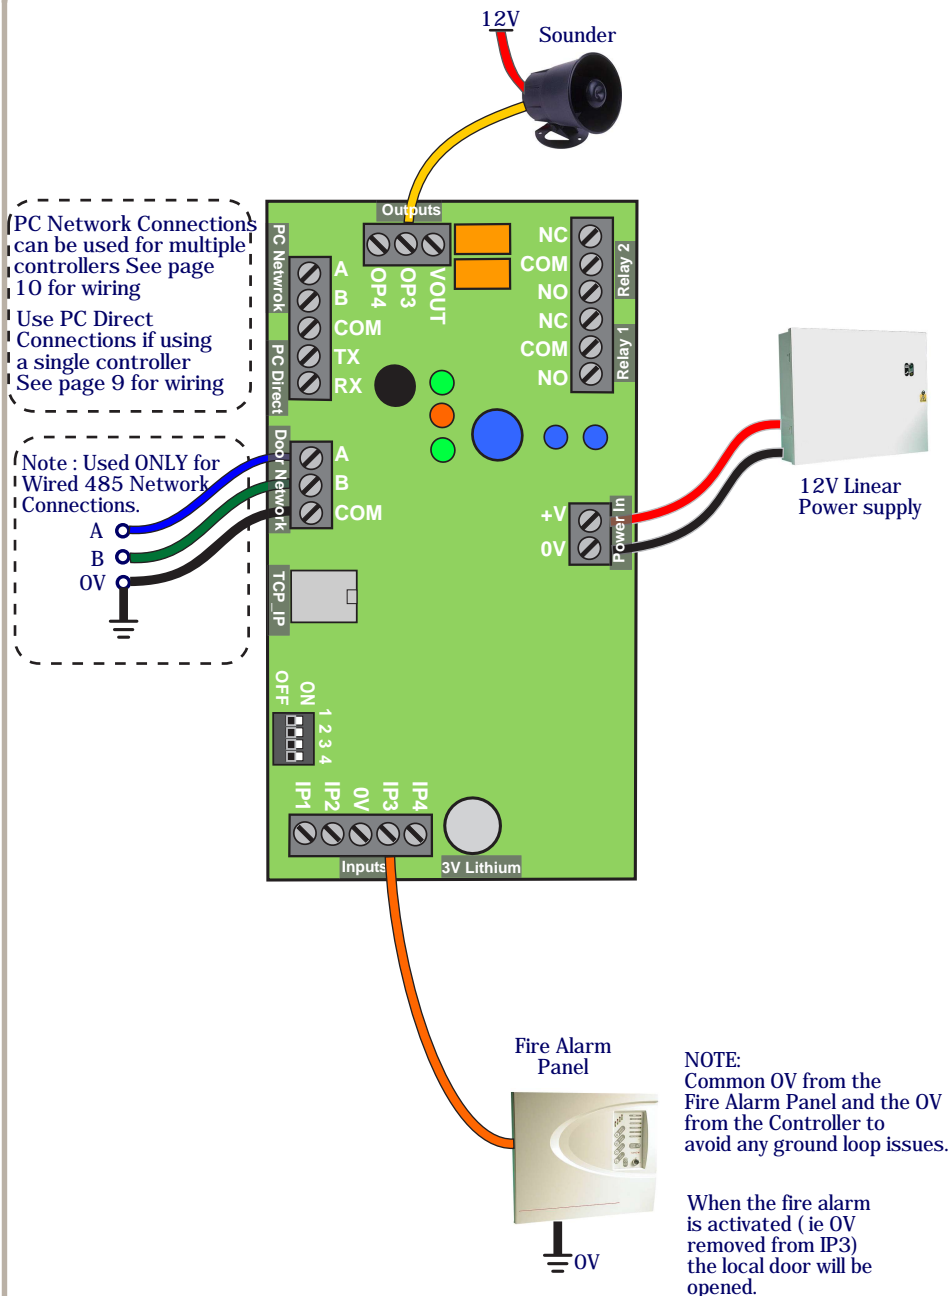 12V
Sounder
PC Network Connections
can be used for multiple
controllers See page
10 for wiring
Use PC Direct
Connections if using
a single controller
See page 9 for wiring
Outputs
OP4
OP3
VOUT
PC Netwrok
A
B
COM
PC Direct
TX
RX
NC
COM
NO
Relay 2
NC
COM
NO
Relay 1
Note : Used ONLY for
Wired 485 Network
Connections.
A
B
0V
Door Network
A
B
COM
+V
0V
Power In
12V Linear
Power supply
TCP_IP
OFF
ON
1 2 3 4
IP1
IP2
0V
IP3
IP4
Inputs
3V Lithium
Fire Alarm
Panel
0V
NOTE:
Common OV from the
Fire Alarm Panel and the OV
from the Controller to
avoid any ground loop issues.
When the fire alarm
is activated ( ie OV
removed from IP3)
the local door will be
opened.